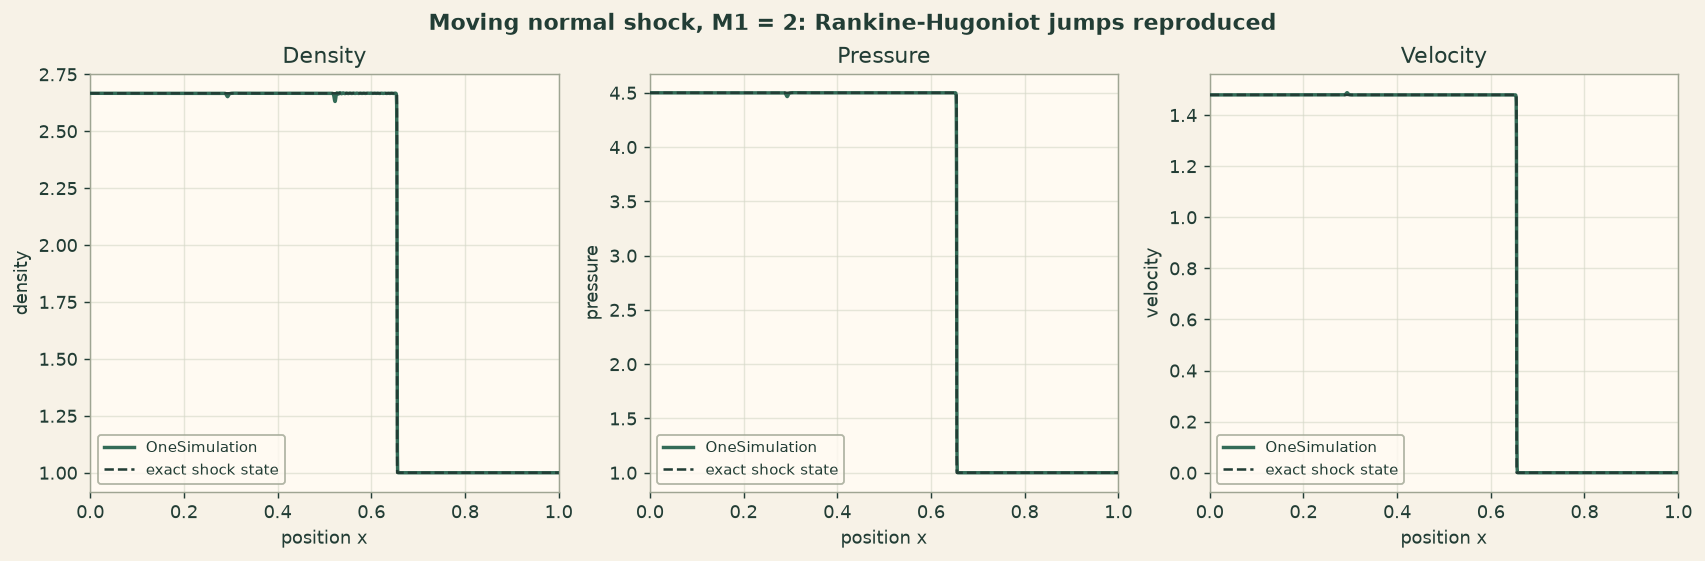 Moving normal shock, M1 = 2: Rankine-Hugoniot jumps reproduced
Density
density
2.75
2.50
2.25
2.00
1.75
1.50
1.25
1.00
OneSimulation
exact shock state
0.0 0.2 0.4 0.6 0.8 1.0
position x
Pressure
pressure
4.5
4.0
3.5
3.0
2.5
2.0
1.5
1.0
OneSimulation
exact shock state
0.0 0.2 0.4 0.6 0.8 1.0
position x
Velocity
velocity
1.4
1.2
1.0
0.8
0.6
0.4
0.2
0.0
OneSimulation
exact shock state
0.0 0.2 0.4 0.6 0.8 1.0
position x